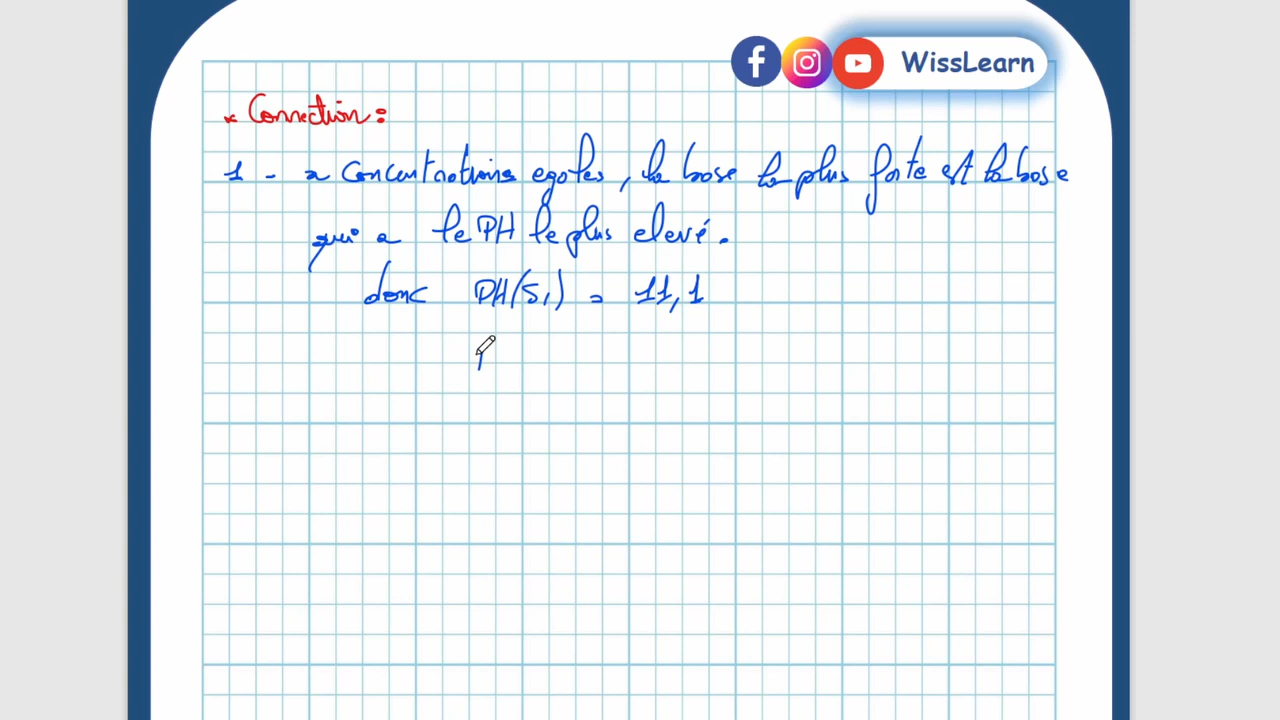 WissLearn
* Correction:
1 - a concentrations egales, la base la plus forte est la base
qui a le PH le plus elevé.
donc PH(S1) = 11,1